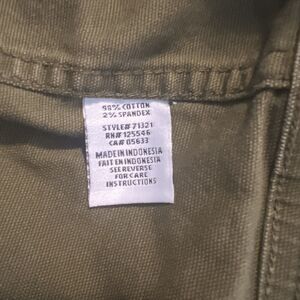 98% COTTON
2% SPANDEX
STYLE# 71321
RN# 125546
CA# 05633
MADE IN INDONESIA
FAIT EN INDONESIA
SEE REVERSE
FOR CARE
INSTRUCTIONS